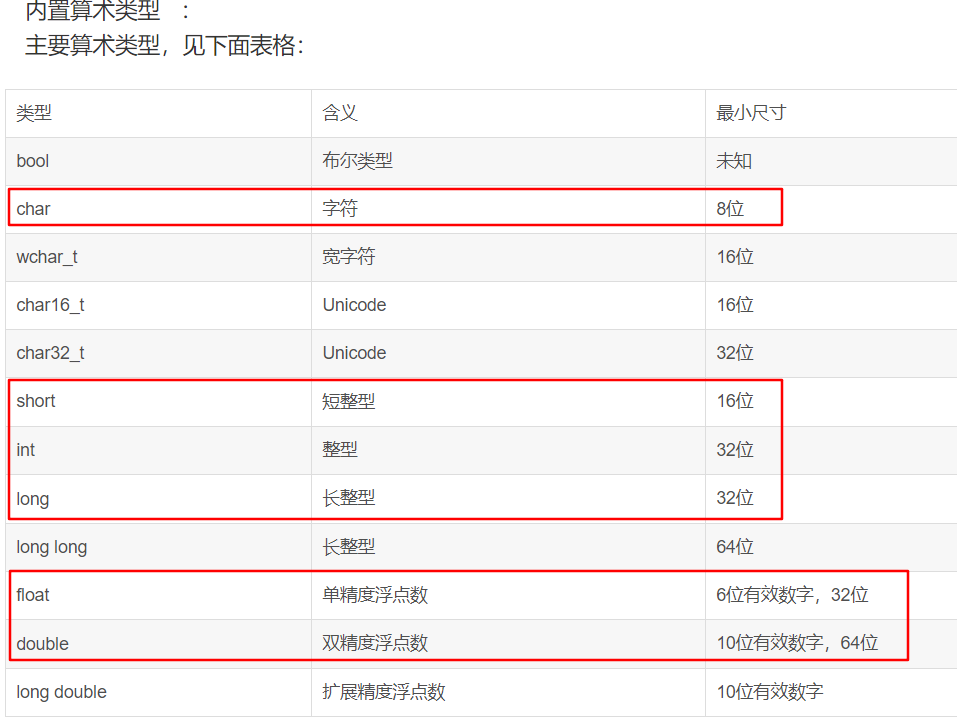 内置算术类型 ：
主要算术类型，见下面表格：
类型 含义 最小尺寸
bool 布尔类型 未知
char 字符 8位
wchar_t 宽字符 16位
char16_t Unicode 16位
char32_t Unicode 32位
short 短整型 16位
int 整型 32位
long 长整型 32位
long long 长整型 64位
float 单精度浮点数 6位有效数字，32位
double 双精度浮点数 10位有效数字，64位
long double 扩展精度浮点数 10位有效数字